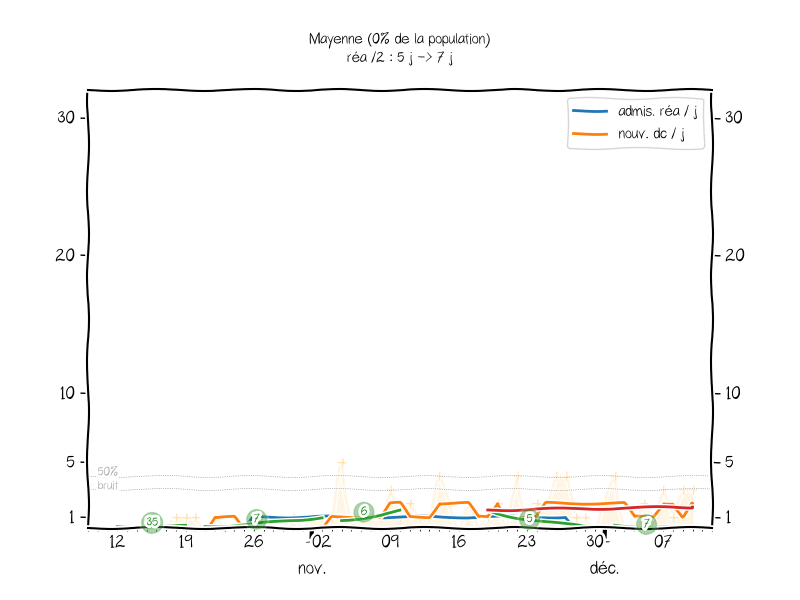 Mayenne (0% de la population)
réa /2 : 5 j -> 7 j
admis. réa / j
nouv. dc / j
30 30
20 20
10 10
5 5
50%
bruit
1 1
35 7 6 5 7
12 19 26 02 09 16 23 30 07
nov. déc.